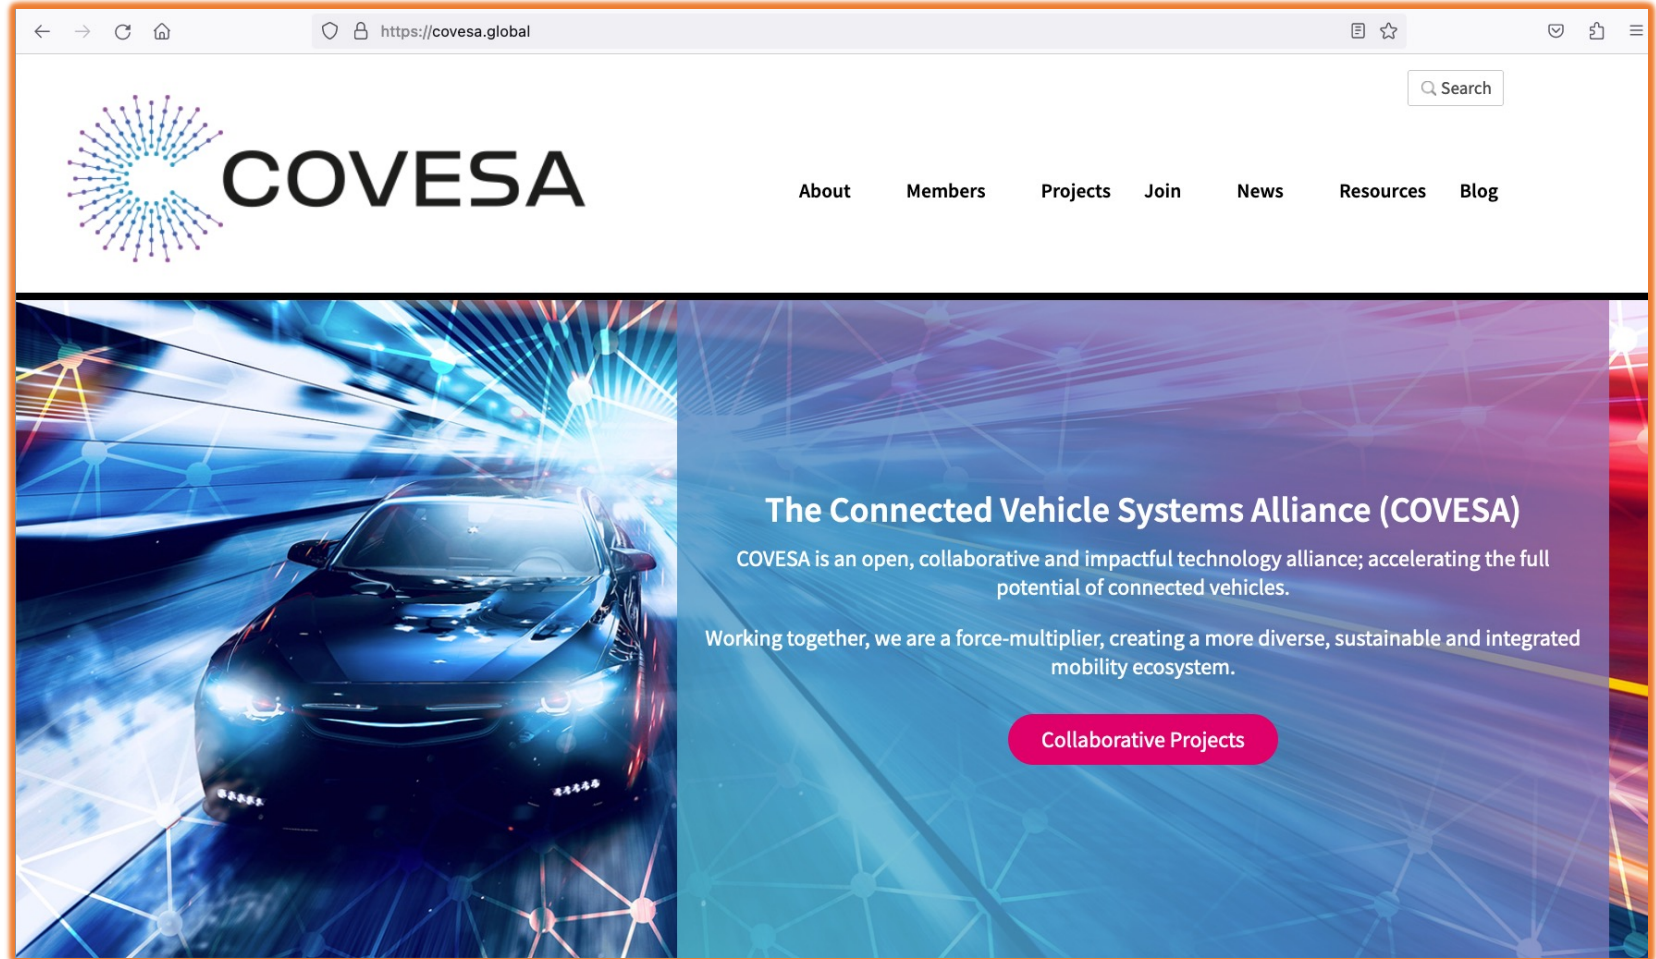 https://covesa.global
Search
COVESA
About Members Projects Join News Resources Blog
The Connected Vehicle Systems Alliance (COVESA)
COVESA is an open, collaborative and impactful technology alliance; accelerating the full
potential of connected vehicles.
Working together, we are a force-multiplier, creating a more diverse, sustainable and integrated
mobility ecosystem.
Collaborative Projects